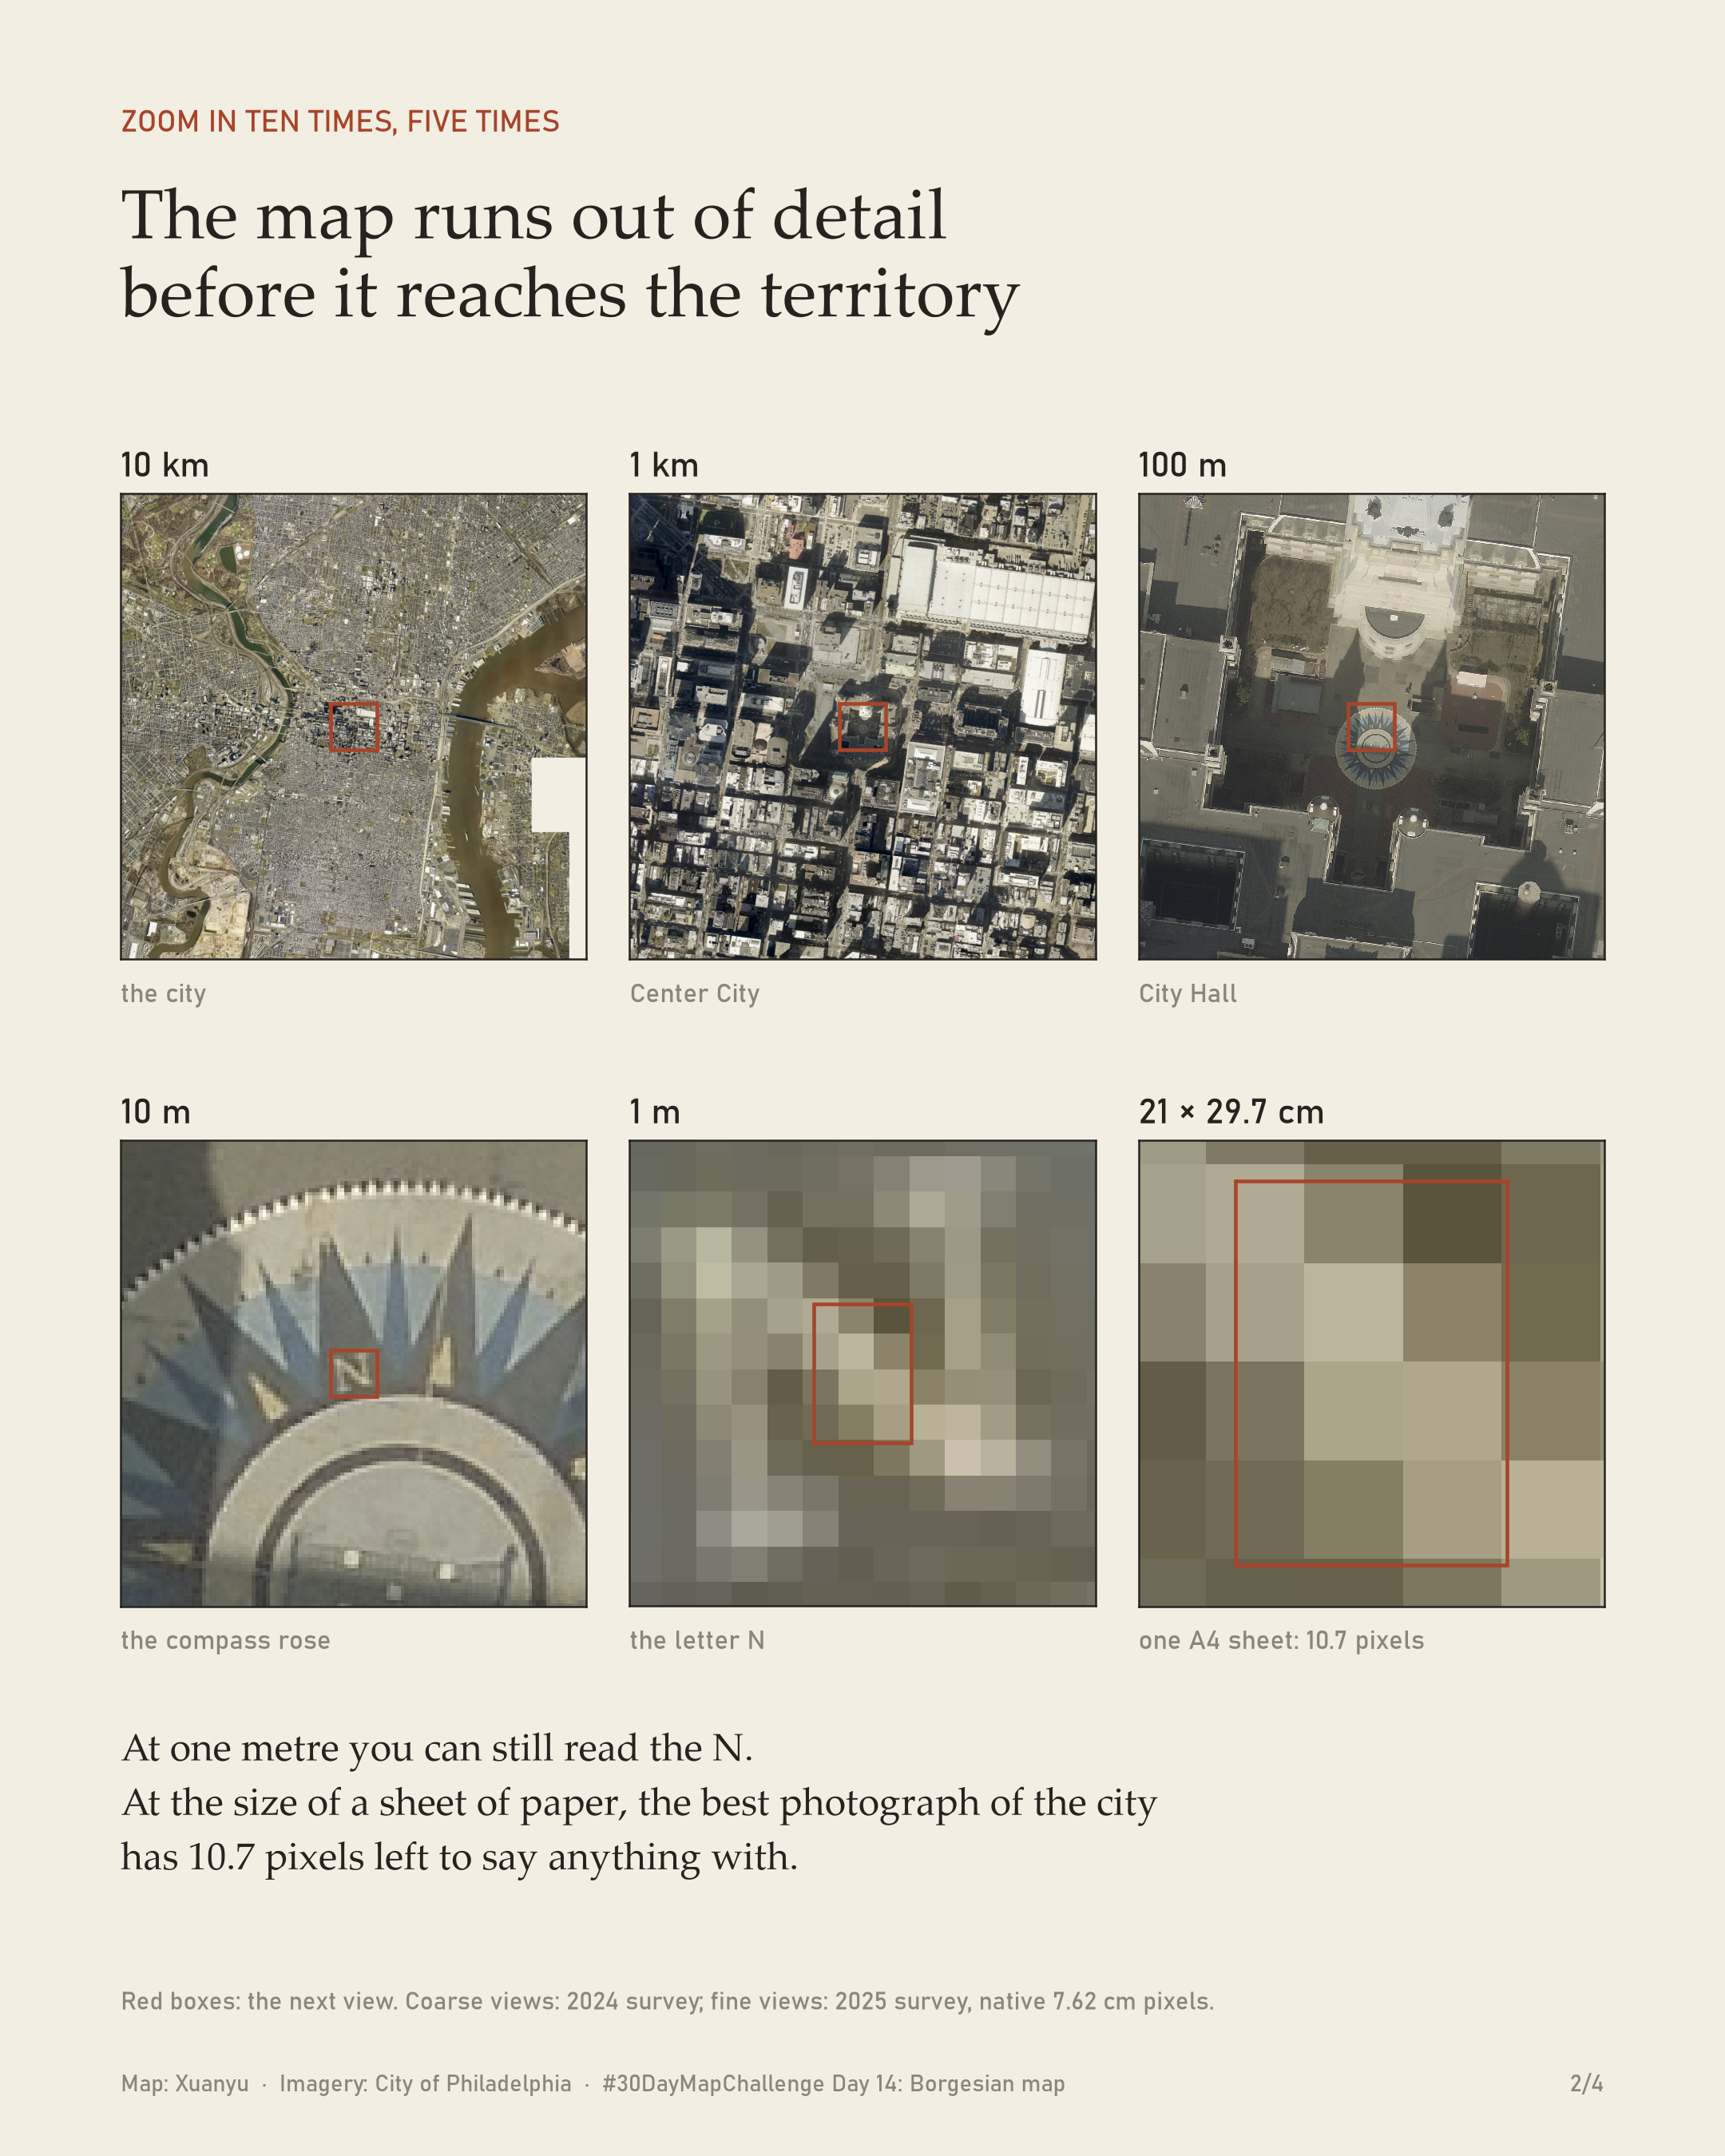 ZOOM IN TEN TIMES, FIVE TIMES
The map runs out of detail
before it reaches the territory
10 km
1 km
100 m
the city
Center City
City Hall
10 m
1 m
21 × 29.7 cm
N
the compass rose
the letter N
one A4 sheet: 10.7 pixels
At one metre you can still read the N.
At the size of a sheet of paper, the best photograph of the city
has 10.7 pixels left to say anything with.
Red boxes: the next view. Coarse views: 2024 survey; fine views: 2025 survey, native 7.62 cm pixels.
Map: Xuanyu · Imagery: City of Philadelphia · #30DayMapChallenge Day 14: Borgesian map
2/4